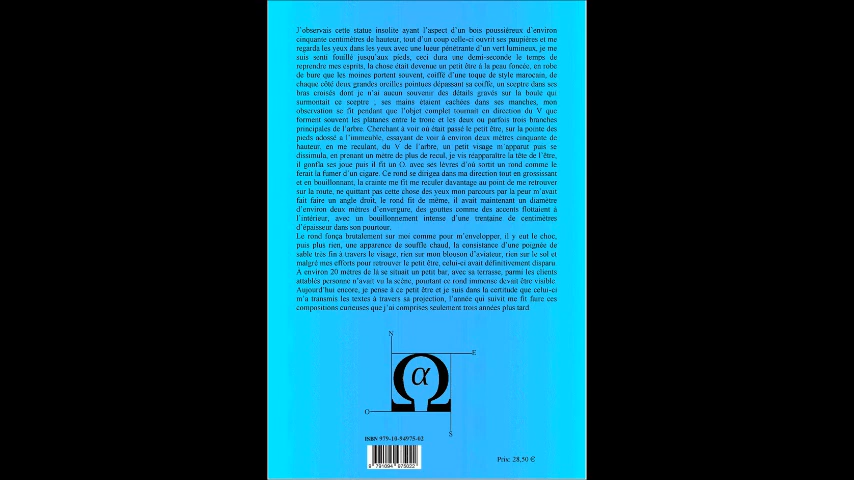 J'observais cette statue insolite ayant l'aspect d'un bois poussiéreux d'environ
cinquante centimètres de hauteur, tout d'un coup celle-ci ouvrit ses paupières et me
regarda les yeux dans les yeux avec une lueur pénétrante d'un vert lumineux, je me
suis senti fouillé jusqu'aux pieds, ceci dura une demi-seconde le temps de
reprendre mes esprits, la chose était devenue un petit être à la peau foncée, en robe
de bure que les moines portent souvent, coiffé d'une toque de style marocain, de
chaque côté deux grandes oreilles pointues dépassant sa coiffe, un sceptre dans ses
bras croisés dont je n'ai aucun souvenir des détails gravés sur la boule qui
surmontait ce sceptre ; ses mains étaient cachées dans ses manches, mon
observation se fit pendant que l'objet complet tournait en direction du V que
forment souvent les platanes entre le tronc et les deux ou parfois trois branches
principales de l'arbre. Cherchant à voir où était passé le petit être, sur la pointe des
pieds adossé a l'immeuble, essayant de voir à environ deux mètres cinquante de
hauteur, en me reculant, du V de l'arbre, un petit visage m'apparut puis se
dissimula, en prenant un mètre de plus de recul, je vis réapparaître la tête de l'être,
il gonfla ses joue puis il fit un O. avec ses lèvres d'où sortit un rond comme le
ferait la fumer d'un cigare. Ce rond se dirigea dans ma direction tout en grossissant
et en bouillonnant, la crainte me fit me reculer davantage au point de me retrouver
sur la route, ne quittant pas cette chose des yeux mon parcours par la peur m'avait
fait faire un angle droit, le rond fit de même, il avait maintenant un diamètre
d'environ deux mètres d'envergure, des gouttes comme des accents flotaient à
l'intérieur, avec un bouillonnement intense d'une trentaine de centimètres
d'épaisseur dans son pourtour.
Le rond fonça brutalement sur moi comme pour m'envelopper, il y eut le choc,
puis plus rien, une apparence de souffle chaud, la consistance d'une poignée de
sable très fin à travers le visage, rien sur mon blouson d'aviateur, rien sur le sol et
malgré mes efforts pour retrouver le petit être, celui-ci avait définitivement disparu.
A environ 20 mètres de là se situait un petit bar, avec sa terrasse, parmi les clients
attablés personne n'avait vu la scène, pourtant ce rond immense devait être visible.
Aujourd'hui encore, je pense à ce petit être et je suis dans la certitude que celui-ci
m'a transmis les textes à travers sa projection, l'année qui suivit me fit faire ces
compositions curieuses que j'ai comprises seulement trois années plus tard
N
E
α
Ω
O
S
ISBN 979-10-94975-02
9 791094 975022
Prix: 28,50 €